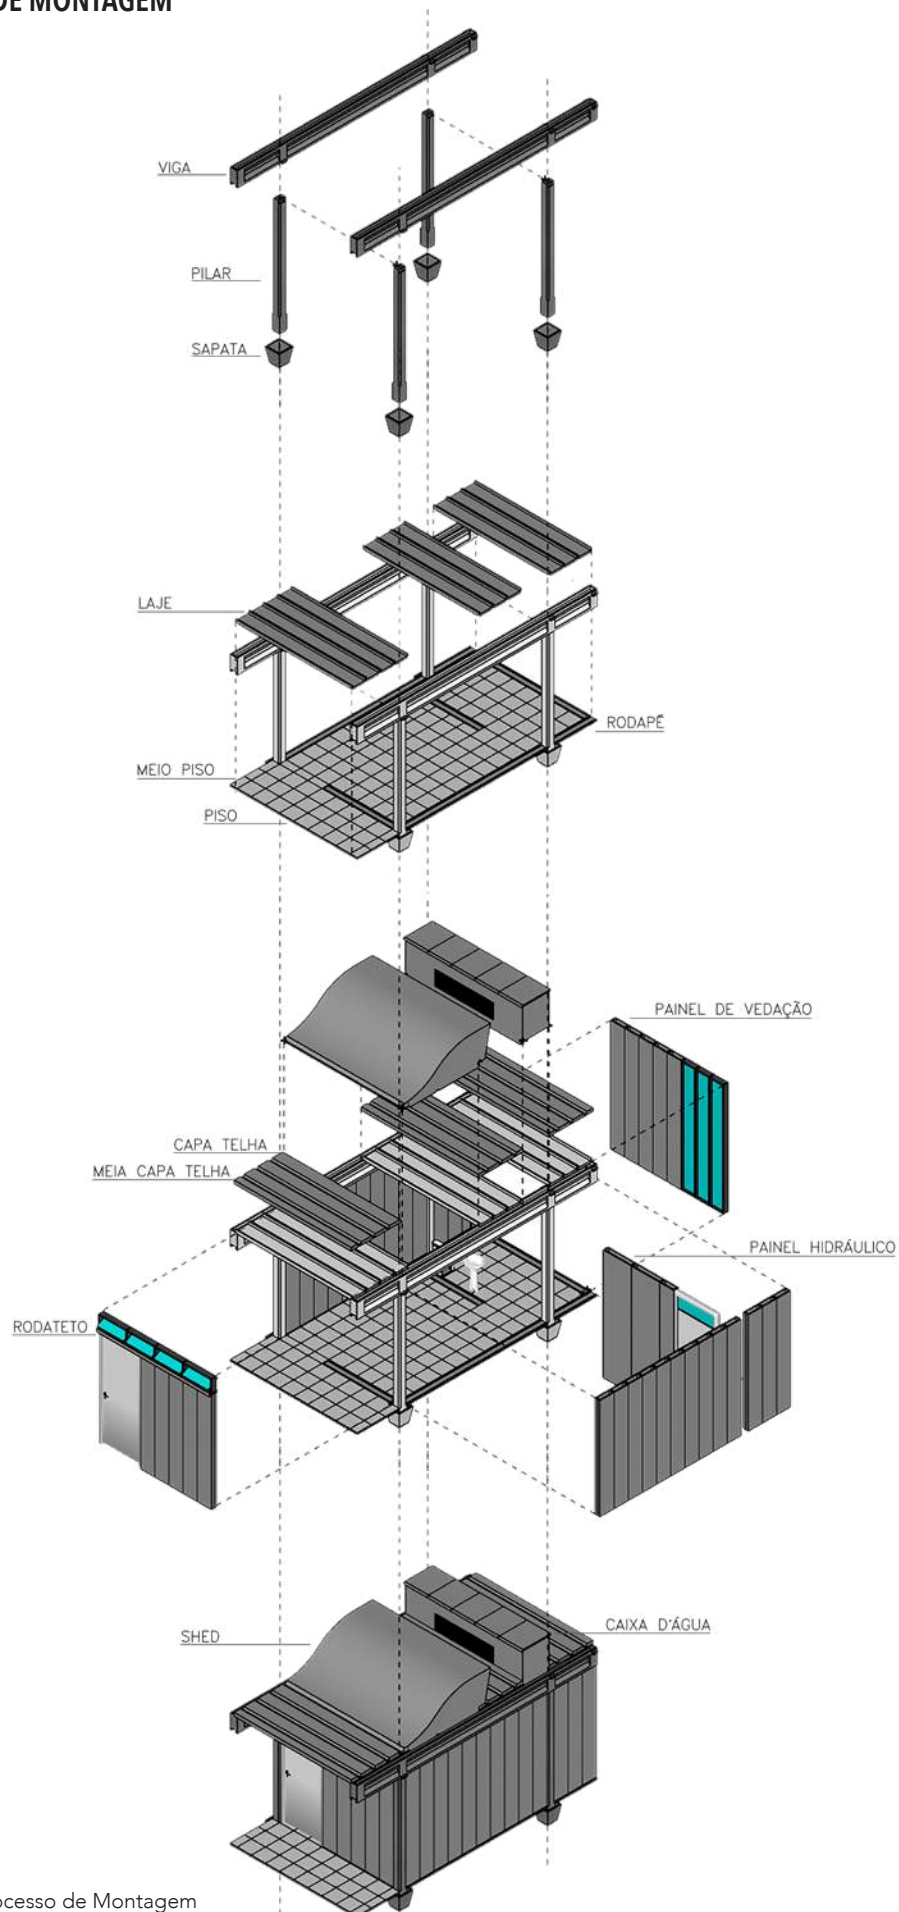 DE MONTAGEM
VIGA
PILAR
SAPATA
LAJE
RODAPÉ
MEIO PISO
PISO
PAINEL DE VEDAÇÃO
CAPA TELHA
MEIA CAPA TELHA
PAINEL HIDRÁULICO
RODATETO
SHED
CAIXA D'ÁGUA
ocesso de Montagem